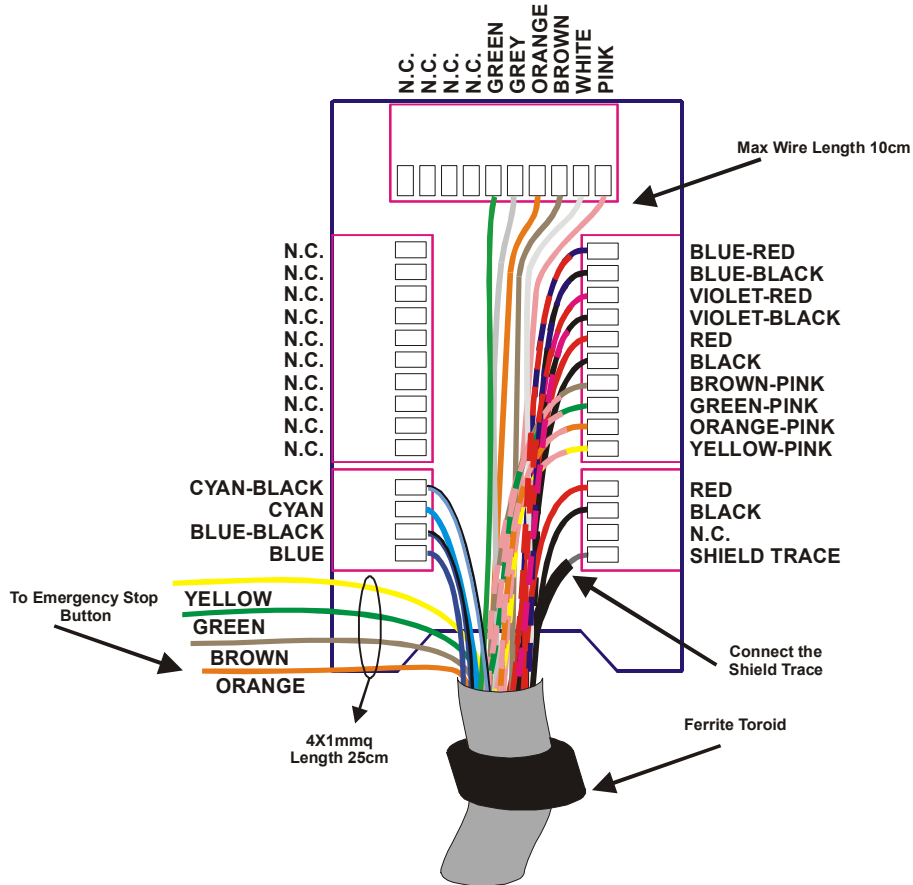 N.C.
N.C.
N.C.
N.C.
GREEN
GREY
ORANGE
BROWN
WHITE
PINK
Max Wire Length 10cm
N.C.
N.C.
N.C.
N.C.
N.C.
N.C.
N.C.
N.C.
N.C.
N.C.
BLUE-RED
BLUE-BLACK
VIOLET-RED
VIOLET-BLACK
RED
BLACK
BROWN-PINK
GREEN-PINK
ORANGE-PINK
YELLOW-PINK
CYAN-BLACK
CYAN
BLUE-BLACK
BLUE
RED
BLACK
N.C.
SHIELD TRACE
To Emergency Stop
Button
YELLOW
GREEN
BROWN
ORANGE
Connect the
Shield Trace
4X1mmq
Length 25cm
Ferrite Toroid